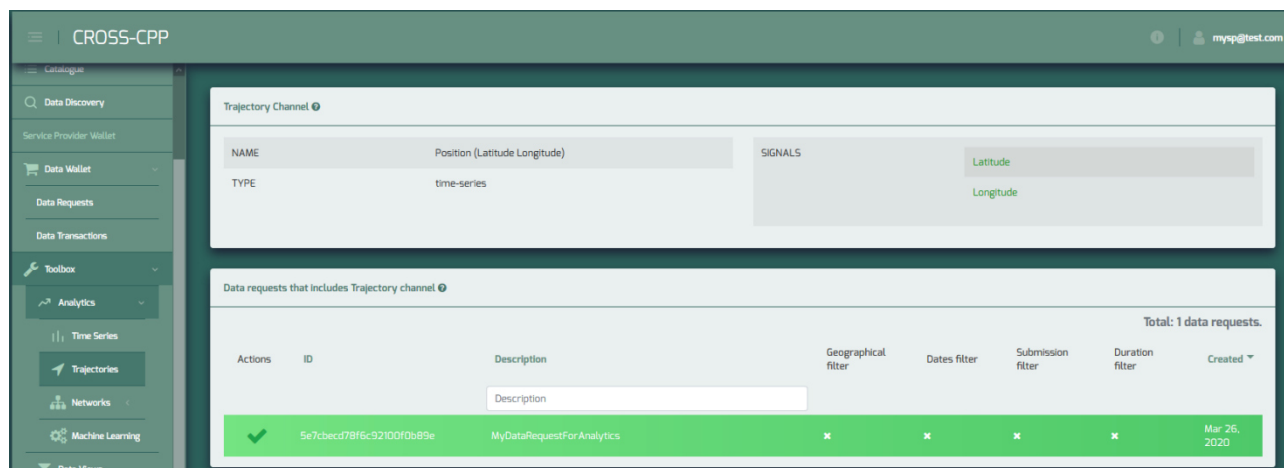 CROSS-CPP
mysp@test.com
Catalogue
Data Discovery
Service Provider Wallet
Data Wallet
Data Requests
Data Transactions
Toolbox
Analytics
Time Series
Trajectories
Networks
Machine Learning
Data Views
Trajectory Channel
NAME Position (Latitude Longitude)
TYPE time-series
SIGNALS
Latitude
Longitude
Data requests that includes Trajectory channel
Total: 1 data requests.
Actions ID Description Geographical filter Dates filter Submission filter Duration filter Created
Description
5e7cbecd78f6c92100f0b89e MyDataRequestForAnalytics Mar 26, 2020